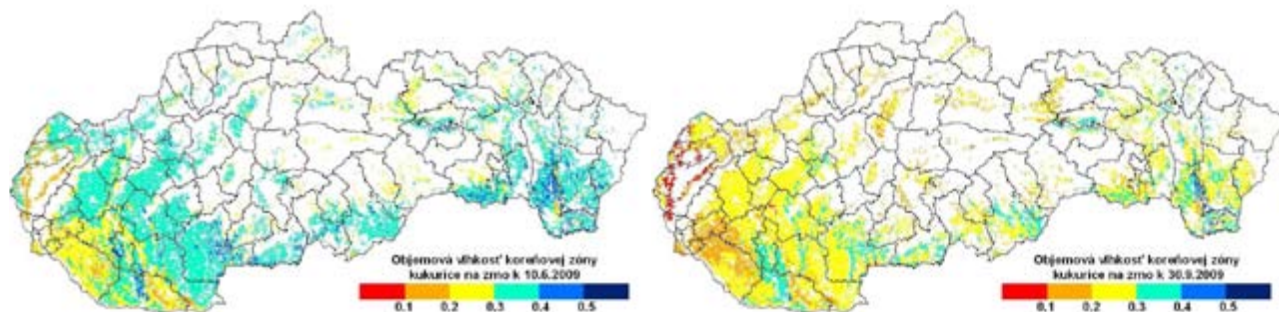 Objemová vlhkosť koreňovej zóny
kukurice na zrno k 10.6.2009
0.1 0.2 0.3 0.4 0.5
Objemová vlhkosť koreňovej zóny
kukurice na zrno k 30.9.2009
0.1 0.2 0.3 0.4 0.5